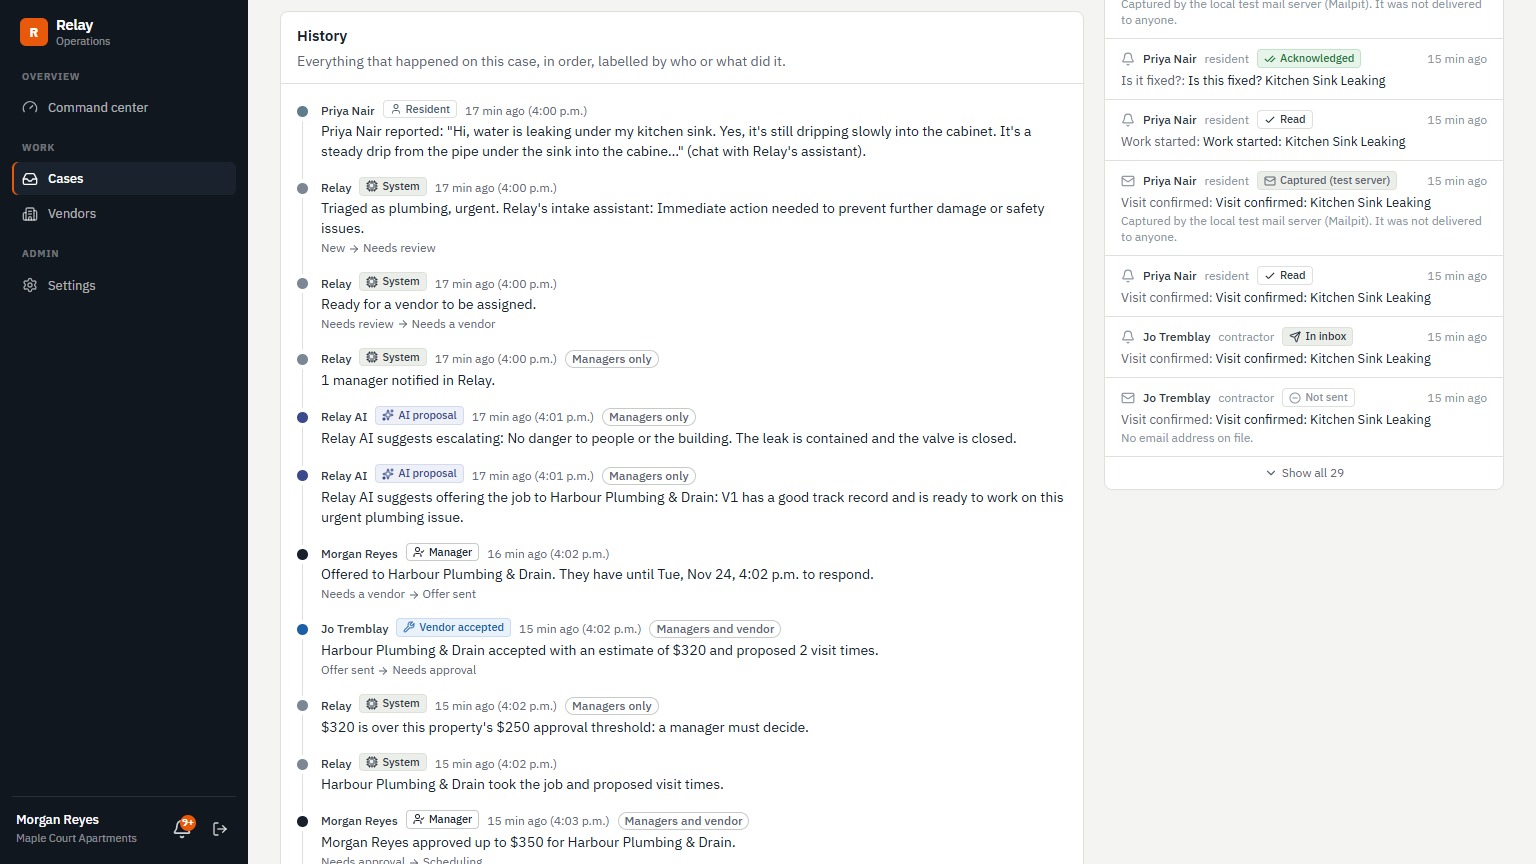 R
Relay
Operations
OVERVIEW
Command center
WORK
Cases
Vendors
ADMIN
Settings
Morgan Reyes
Maple Court Apartments
9+
History
Everything that happened on this case, in order, labelled by who or what did it.
Priya Nair Resident 17 min ago (4:00 p.m.)
Priya Nair reported: "Hi, water is leaking under my kitchen sink. Yes, it's still dripping slowly into the cabinet. It's a
steady drip from the pipe under the sink into the cabine…" (chat with Relay's assistant).
Relay System 17 min ago (4:00 p.m.)
Triaged as plumbing, urgent. Relay's intake assistant: Immediate action needed to prevent further damage or safety
issues.
New → Needs review
Relay System 17 min ago (4:00 p.m.)
Ready for a vendor to be assigned.
Needs review → Needs a vendor
Relay System 17 min ago (4:00 p.m.) Managers only
1 manager notified in Relay.
Relay AI AI proposal 17 min ago (4:01 p.m.) Managers only
Relay AI suggests escalating: No danger to people or the building. The leak is contained and the valve is closed.
Relay AI AI proposal 17 min ago (4:01 p.m.) Managers only
Relay AI suggests offering the job to Harbour Plumbing & Drain: V1 has a good track record and is ready to work on this
urgent plumbing issue.
Morgan Reyes Manager 16 min ago (4:02 p.m.)
Offered to Harbour Plumbing & Drain. They have until Tue, Nov 24, 4:02 p.m. to respond.
Needs a vendor → Offer sent
Jo Tremblay Vendor accepted 15 min ago (4:02 p.m.) Managers and vendor
Harbour Plumbing & Drain accepted with an estimate of $320 and proposed 2 visit times.
Offer sent → Needs approval
Relay System 15 min ago (4:02 p.m.) Managers only
$320 is over this property's $250 approval threshold: a manager must decide.
Relay System 15 min ago (4:02 p.m.)
Harbour Plumbing & Drain took the job and proposed visit times.
Morgan Reyes Manager 15 min ago (4:03 p.m.) Managers and vendor
Morgan Reyes approved up to $350 for Harbour Plumbing & Drain.
Needs approval → Scheduling
Captured by the local test mail server (Mailpit). It was not delivered
to anyone.
Priya Nair resident Acknowledged 15 min ago
Is it fixed?: Is this fixed? Kitchen Sink Leaking
Priya Nair resident Read 15 min ago
Work started: Work started: Kitchen Sink Leaking
Priya Nair resident Captured (test server) 15 min ago
Visit confirmed: Visit confirmed: Kitchen Sink Leaking
Captured by the local test mail server (Mailpit). It was not delivered
to anyone.
Priya Nair resident Read 15 min ago
Visit confirmed: Visit confirmed: Kitchen Sink Leaking
Jo Tremblay contractor In inbox 15 min ago
Visit confirmed: Visit confirmed: Kitchen Sink Leaking
Jo Tremblay contractor Not sent 15 min ago
Visit confirmed: Visit confirmed: Kitchen Sink Leaking
No email address on file.
Show all 29